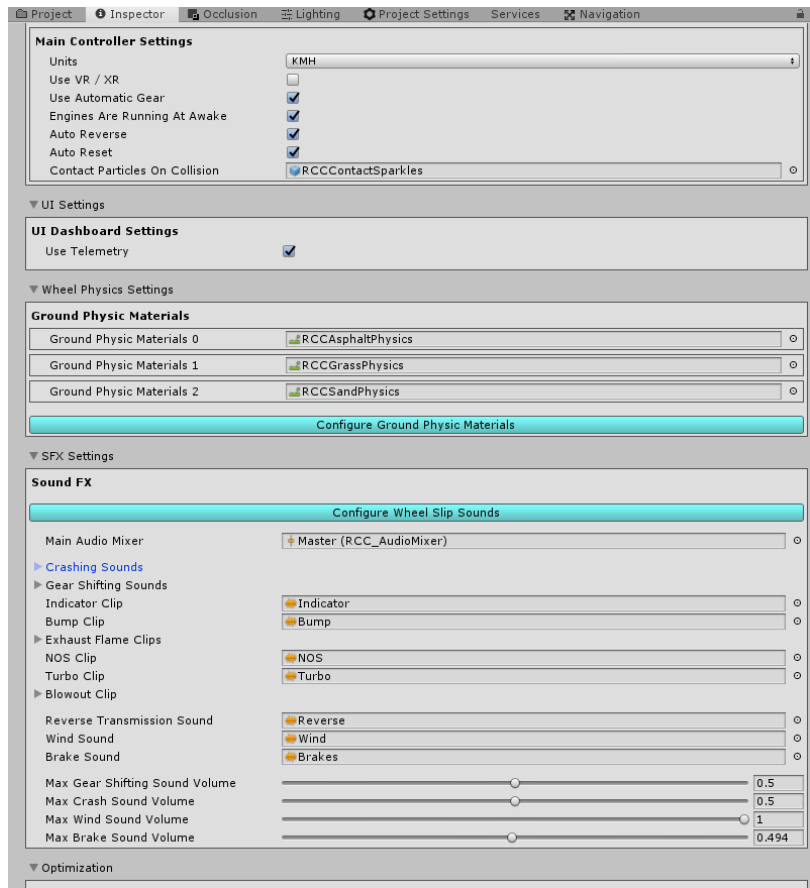 Project Inspector Occlusion Lighting Project Settings Services Navigation
Main Controller Settings
Units KMH
Use VR / XR
Use Automatic Gear
Engines Are Running At Awake
Auto Reverse
Auto Reset
Contact Particles On Collision RCCContactSparkles
UI Settings
UI Dashboard Settings
Use Telemetry
Wheel Physics Settings
Ground Physic Materials
Ground Physic Materials 0 RCCAsphaltPhysics
Ground Physic Materials 1 RCCGrassPhysics
Ground Physic Materials 2 RCCSandPhysics
Configure Ground Physic Materials
SFX Settings
Sound FX
Configure Wheel Slip Sounds
Main Audio Mixer Master (RCC_AudioMixer)
Crashing Sounds
Gear Shifting Sounds
Indicator Clip Indicator
Bump Clip Bump
Exhaust Flame Clips
NOS Clip NOS
Turbo Clip Turbo
Blowout Clip
Reverse Transmission Sound Reverse
Wind Sound Wind
Brake Sound Brakes
Max Gear Shifting Sound Volume 0.5
Max Crash Sound Volume 0.5
Max Wind Sound Volume 1
Max Brake Sound Volume 0.494
Optimization